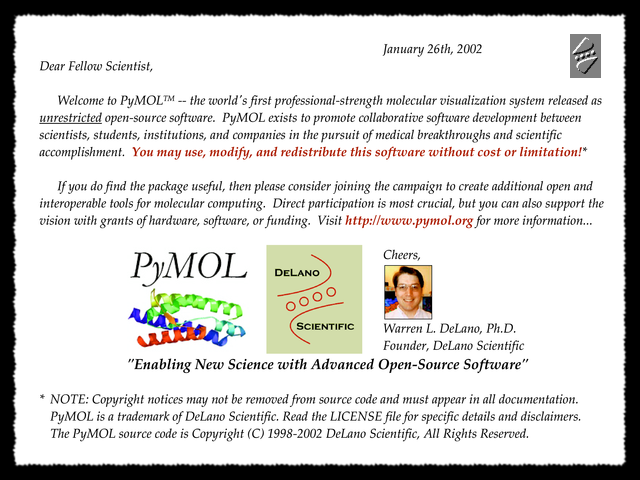 January 26th, 2002
Dear Fellow Scientist,
Welcome to PyMOL™ -- the world's first professional-strength molecular visualization system released as
unrestricted open-source software. PyMOL exists to promote collaborative software development between
scientists, students, institutions, and companies in the pursuit of medical breakthroughs and scientific
accomplishment. You may use, modify, and redistribute this software without cost or limitation!*
If you do find the package useful, then please consider joining the campaign to create additional open and
interoperable tools for molecular computing. Direct participation is most crucial, but you can also support the
vision with grants of hardware, software, or funding. Visit http://www.pymol.org for more information...
PyMOL
DELANO
SCIENTIFIC
Cheers,
Warren L. DeLano, Ph.D.
Founder, DeLano Scientific
"Enabling New Science with Advanced Open-Source Software"
* NOTE: Copyright notices may not be removed from source code and must appear in all documentation.
PyMOL is a trademark of DeLano Scientific. Read the LICENSE file for specific details and disclaimers.
The PyMOL source code is Copyright (C) 1998-2002 DeLano Scientific, All Rights Reserved.